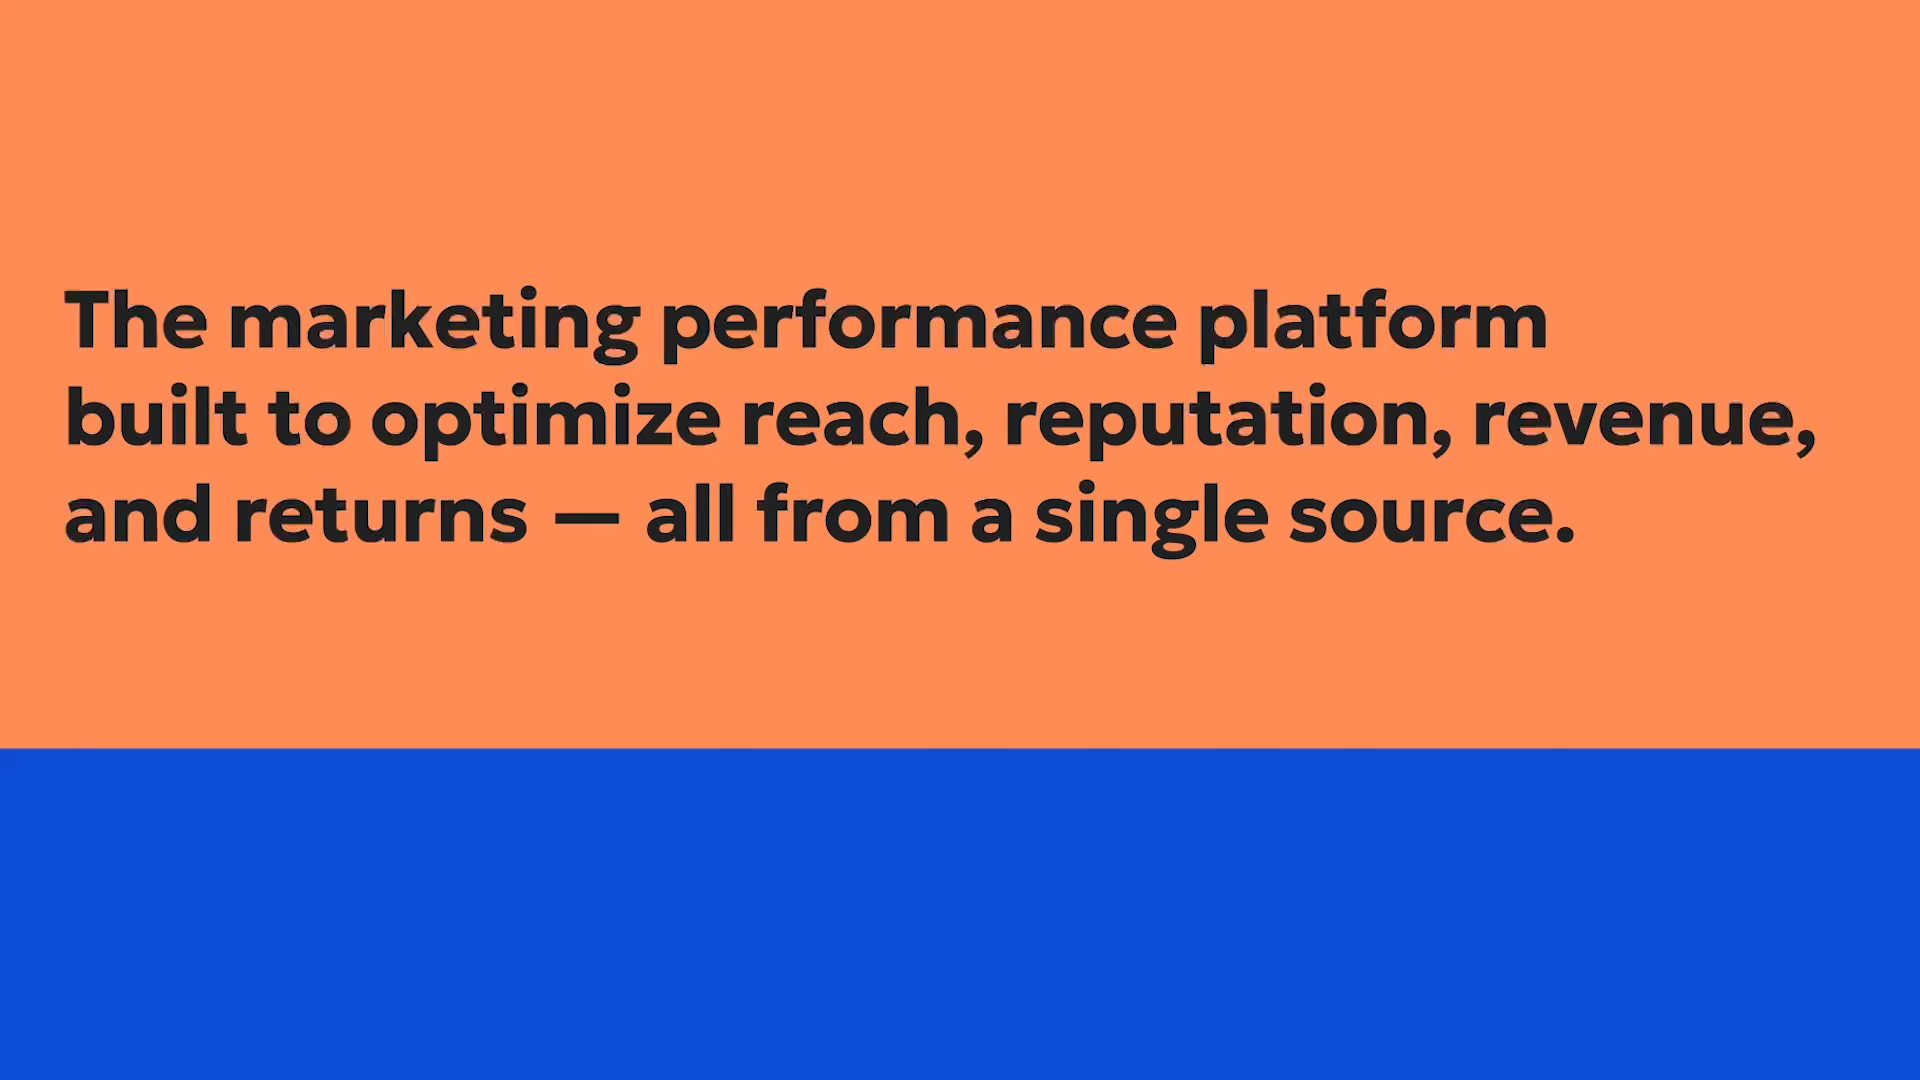 The marketing performance platform
built to optimize reach, reputation, revenue,
and returns — all from a single source.